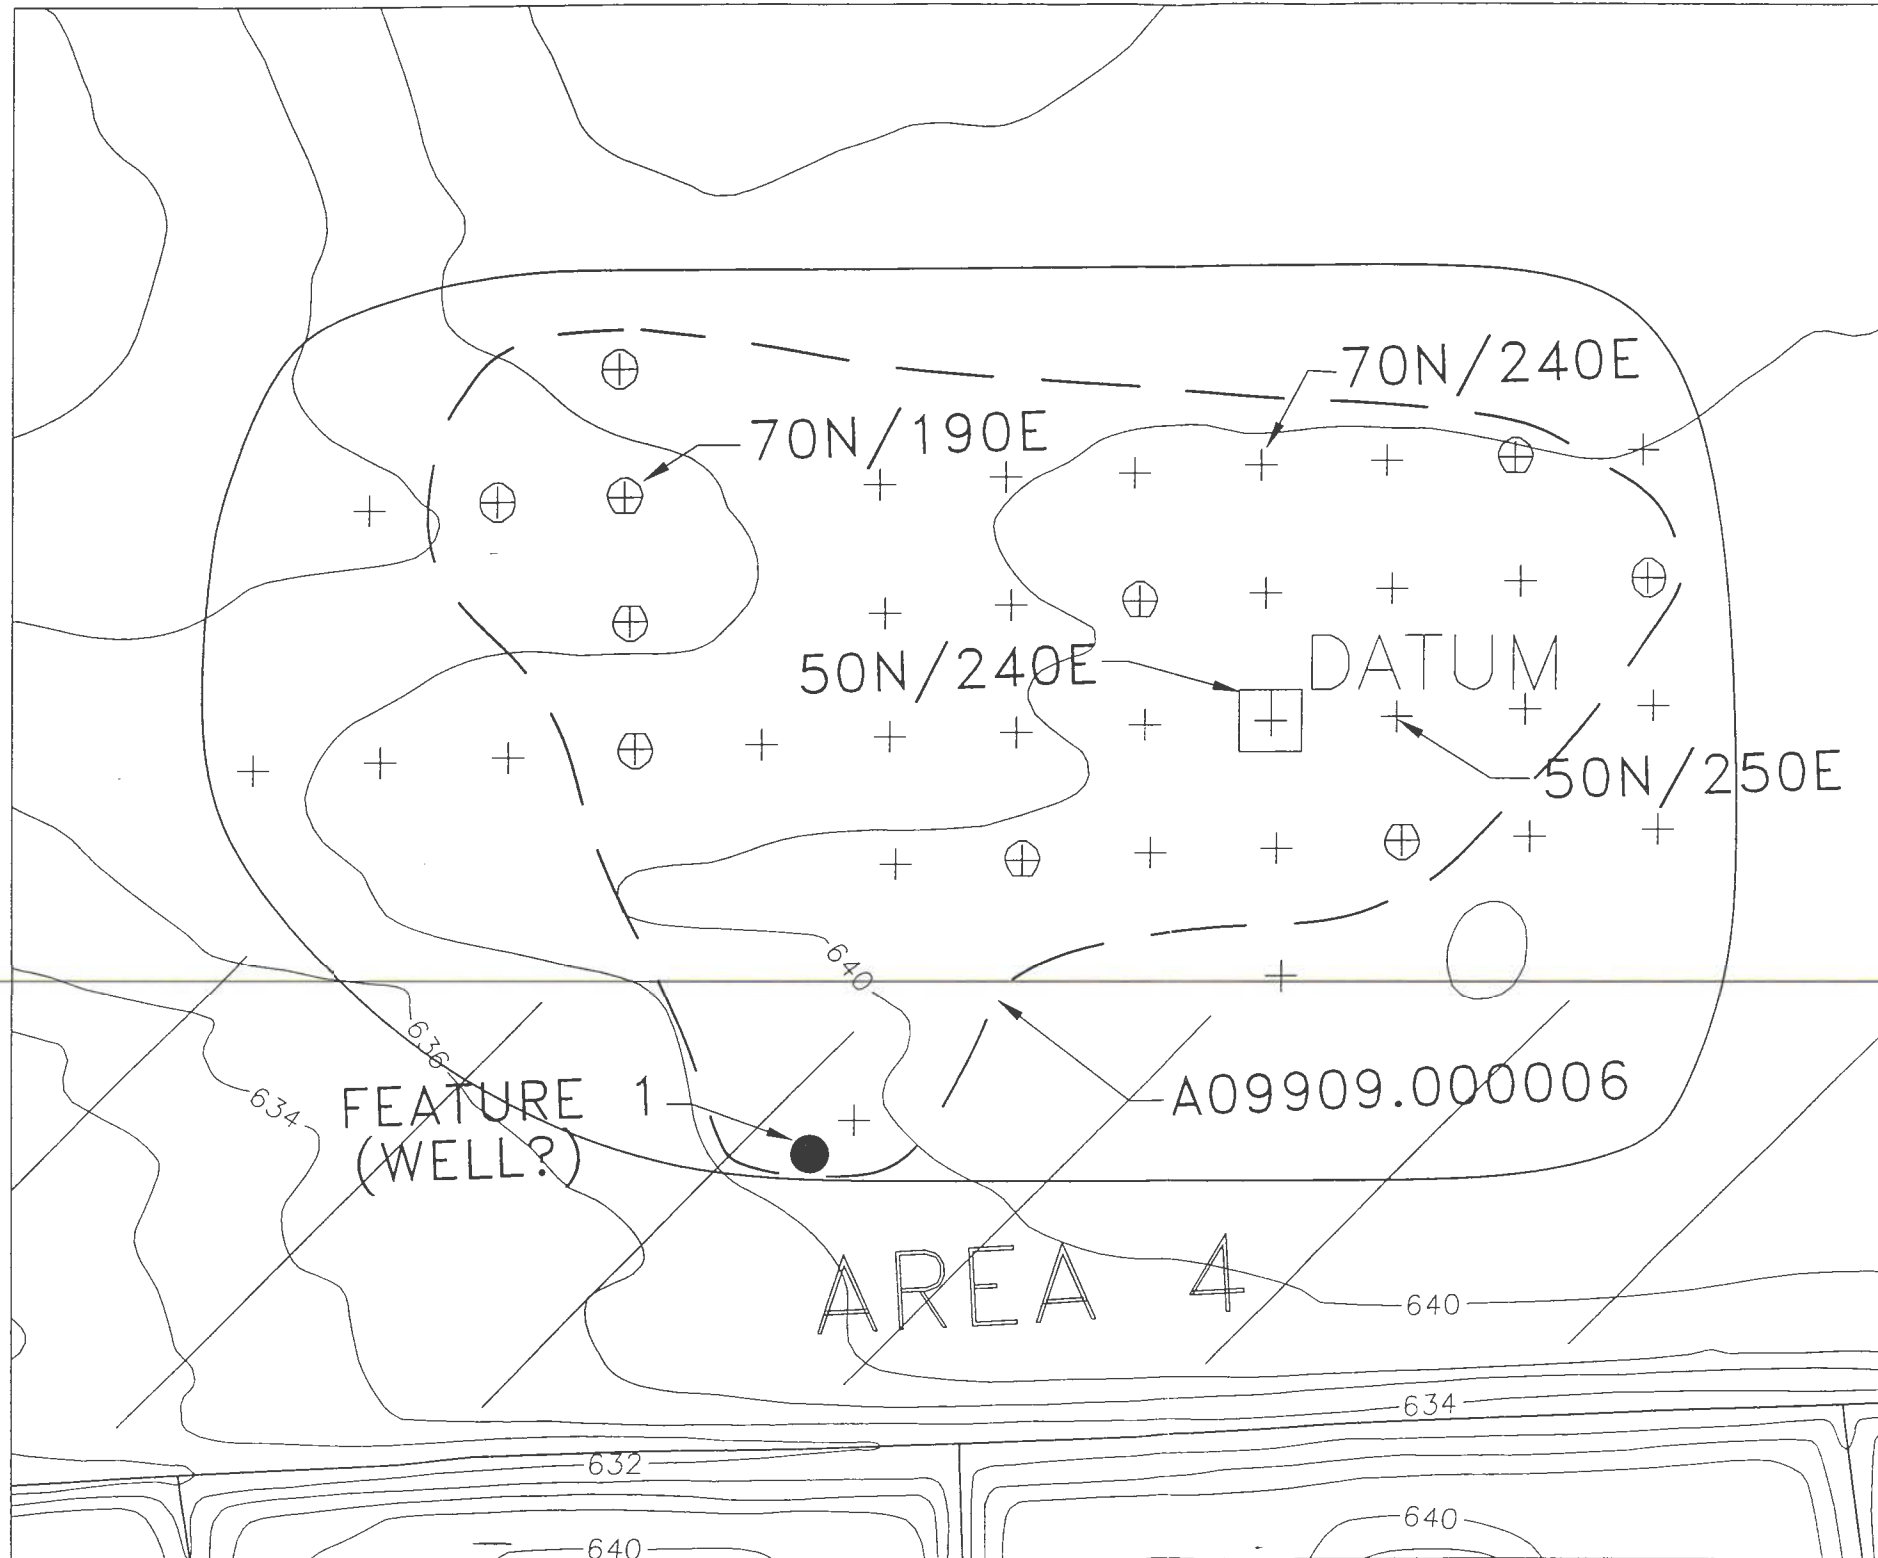 70N/240E
70N/190E
50N/240E
DATUM
50N/250E
640
636
634
FEATURE 1
(WELL?)
A09909.000006
AREA 4
640
634
632
640
640